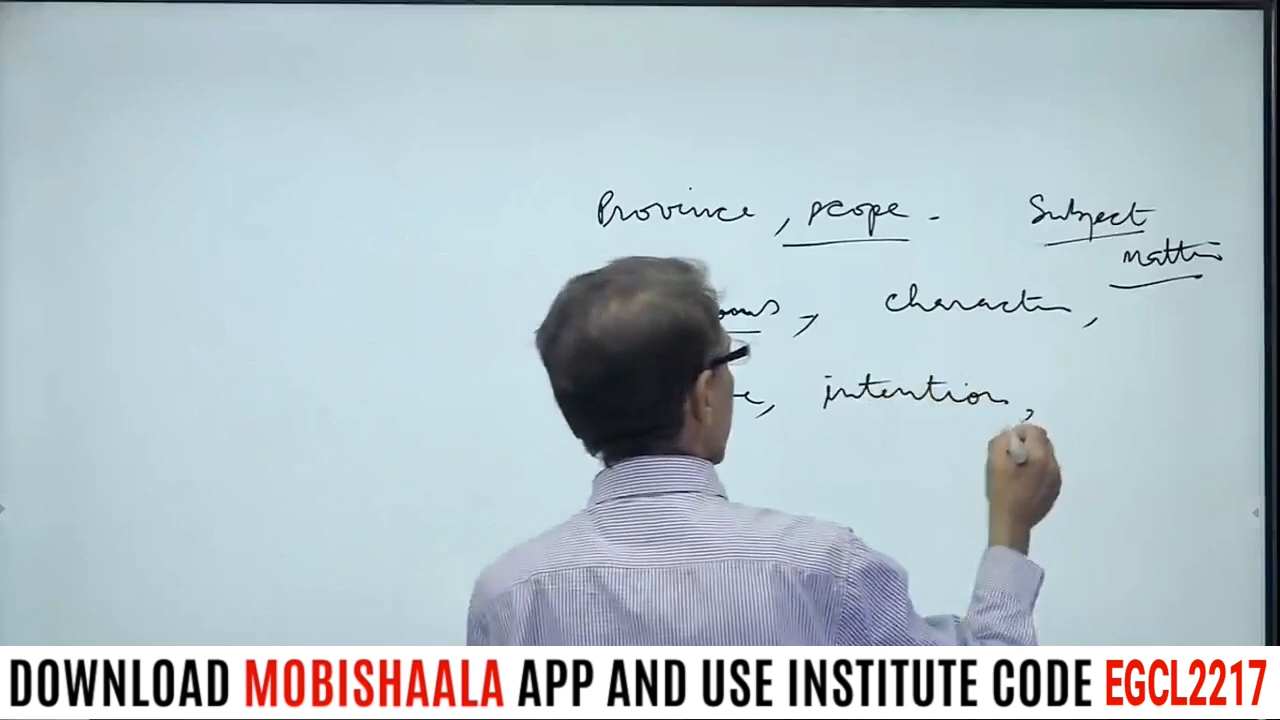 Province, scope - Subject
matter
character,
intention,
DOWNLOAD MOBISHAALA APP AND USE INSTITUTE CODE EGCL2217